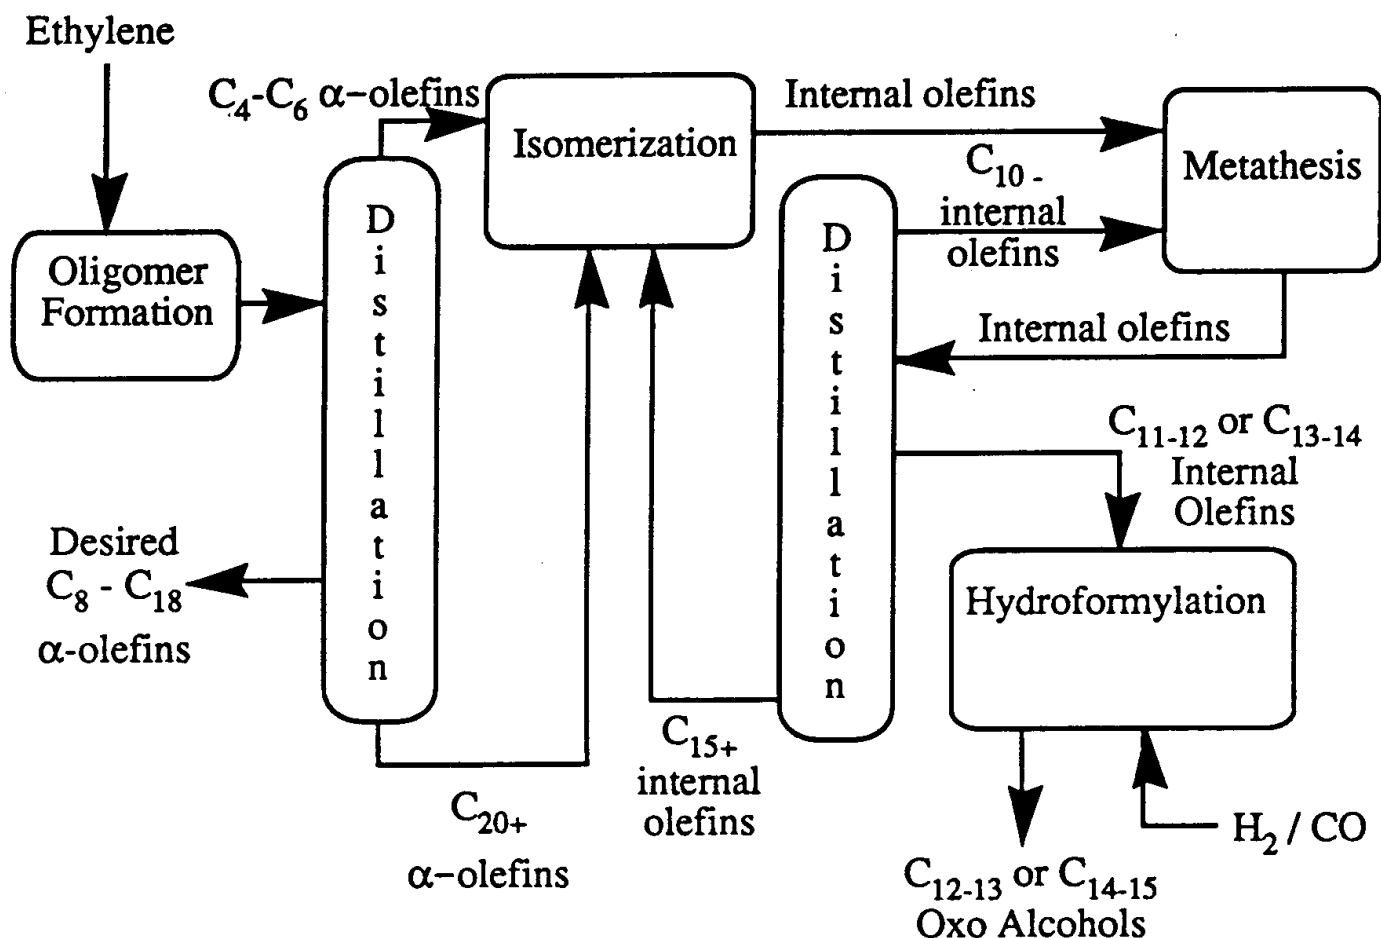 Ethylene
C4-C6 α-olefins
Isomerization
Internal olefins
C10-
internal
olefins
Metathesis
Oligomer
Formation
Distillation
Distillation
Internal olefins
C11-12 or C13-14
Internal
Olefins
Desired
C8 - C18
α-olefins
Hydroformylation
C15+
internal
olefins
C20+
α-olefins
H2 / CO
C12-13 or C14-15
Oxo Alcohols